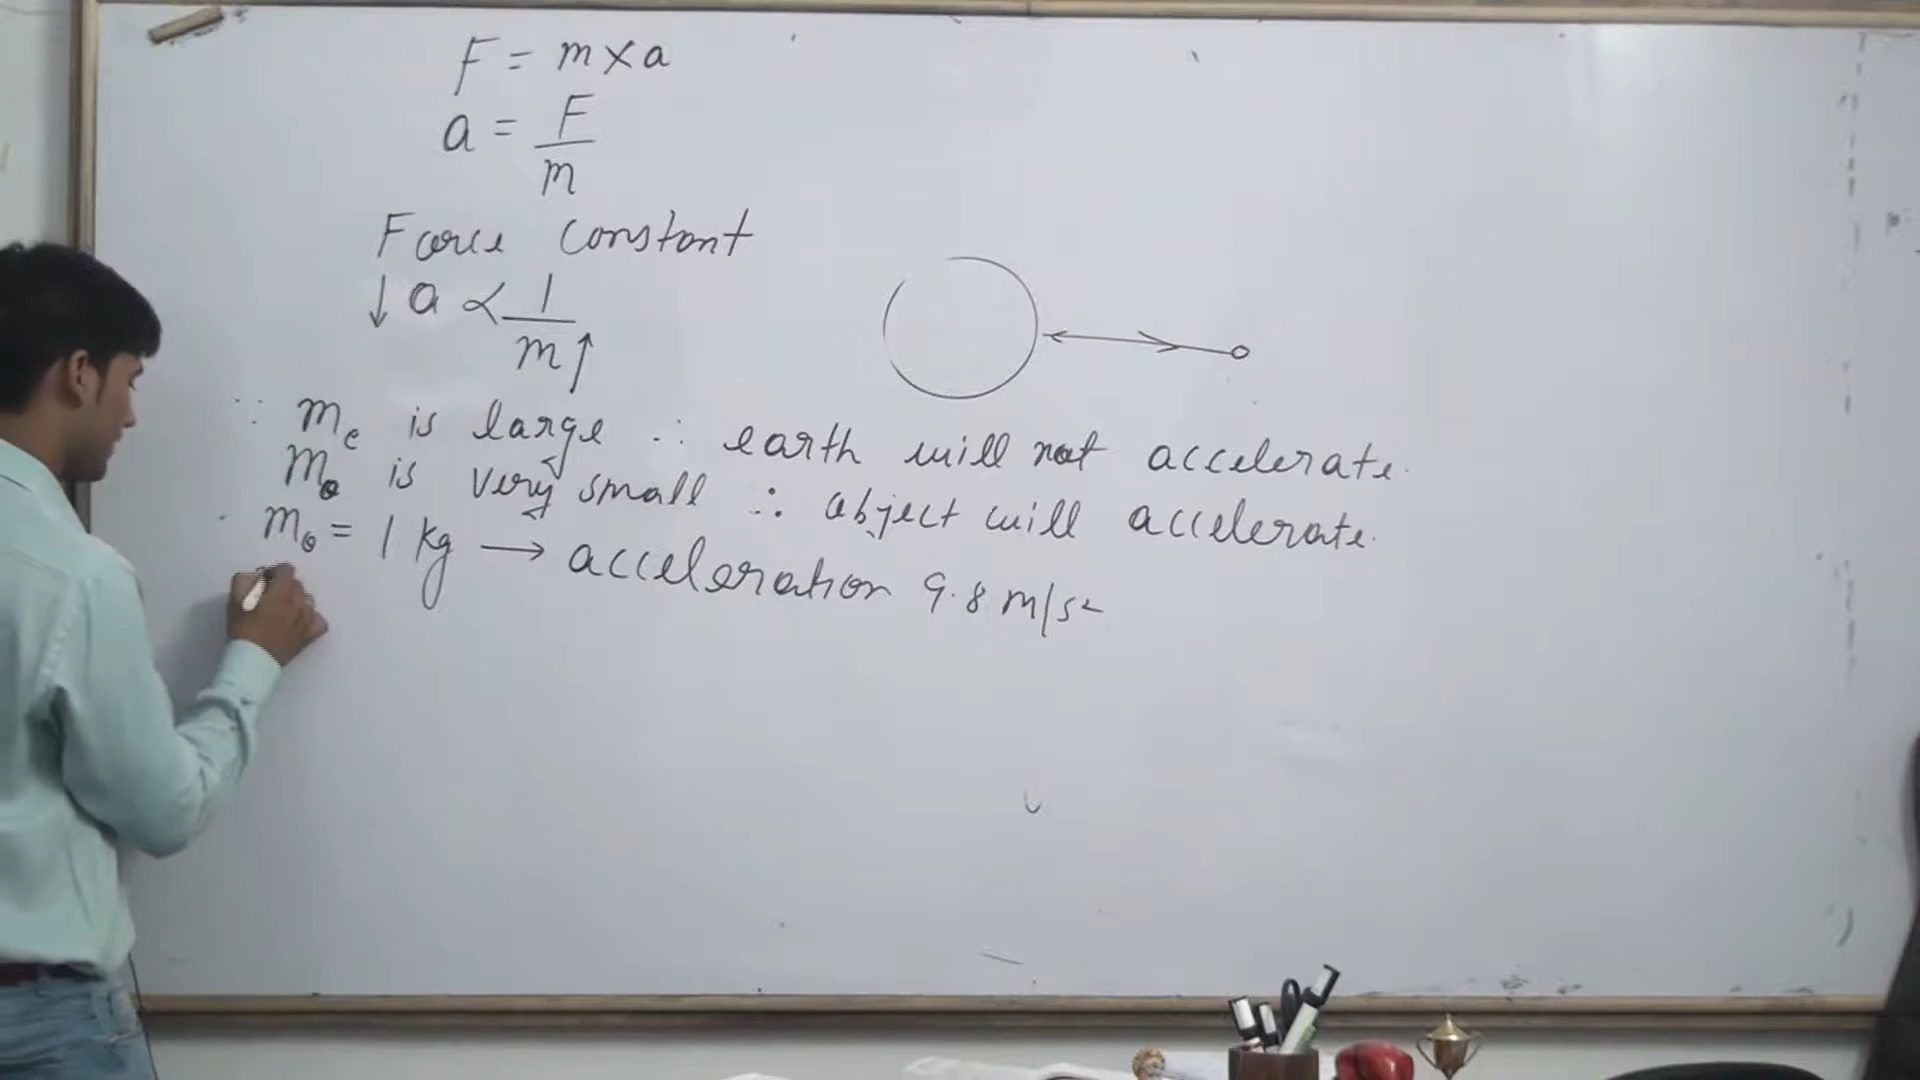 F = m × a
a = F/m
Force constant
↓ a ∝ 1/m ↑
∵ me is large ∴ earth will not accelerate.
mo is very small ∴ object will accelerate.
mo = 1 kg → acceleration 9.8 m/s²